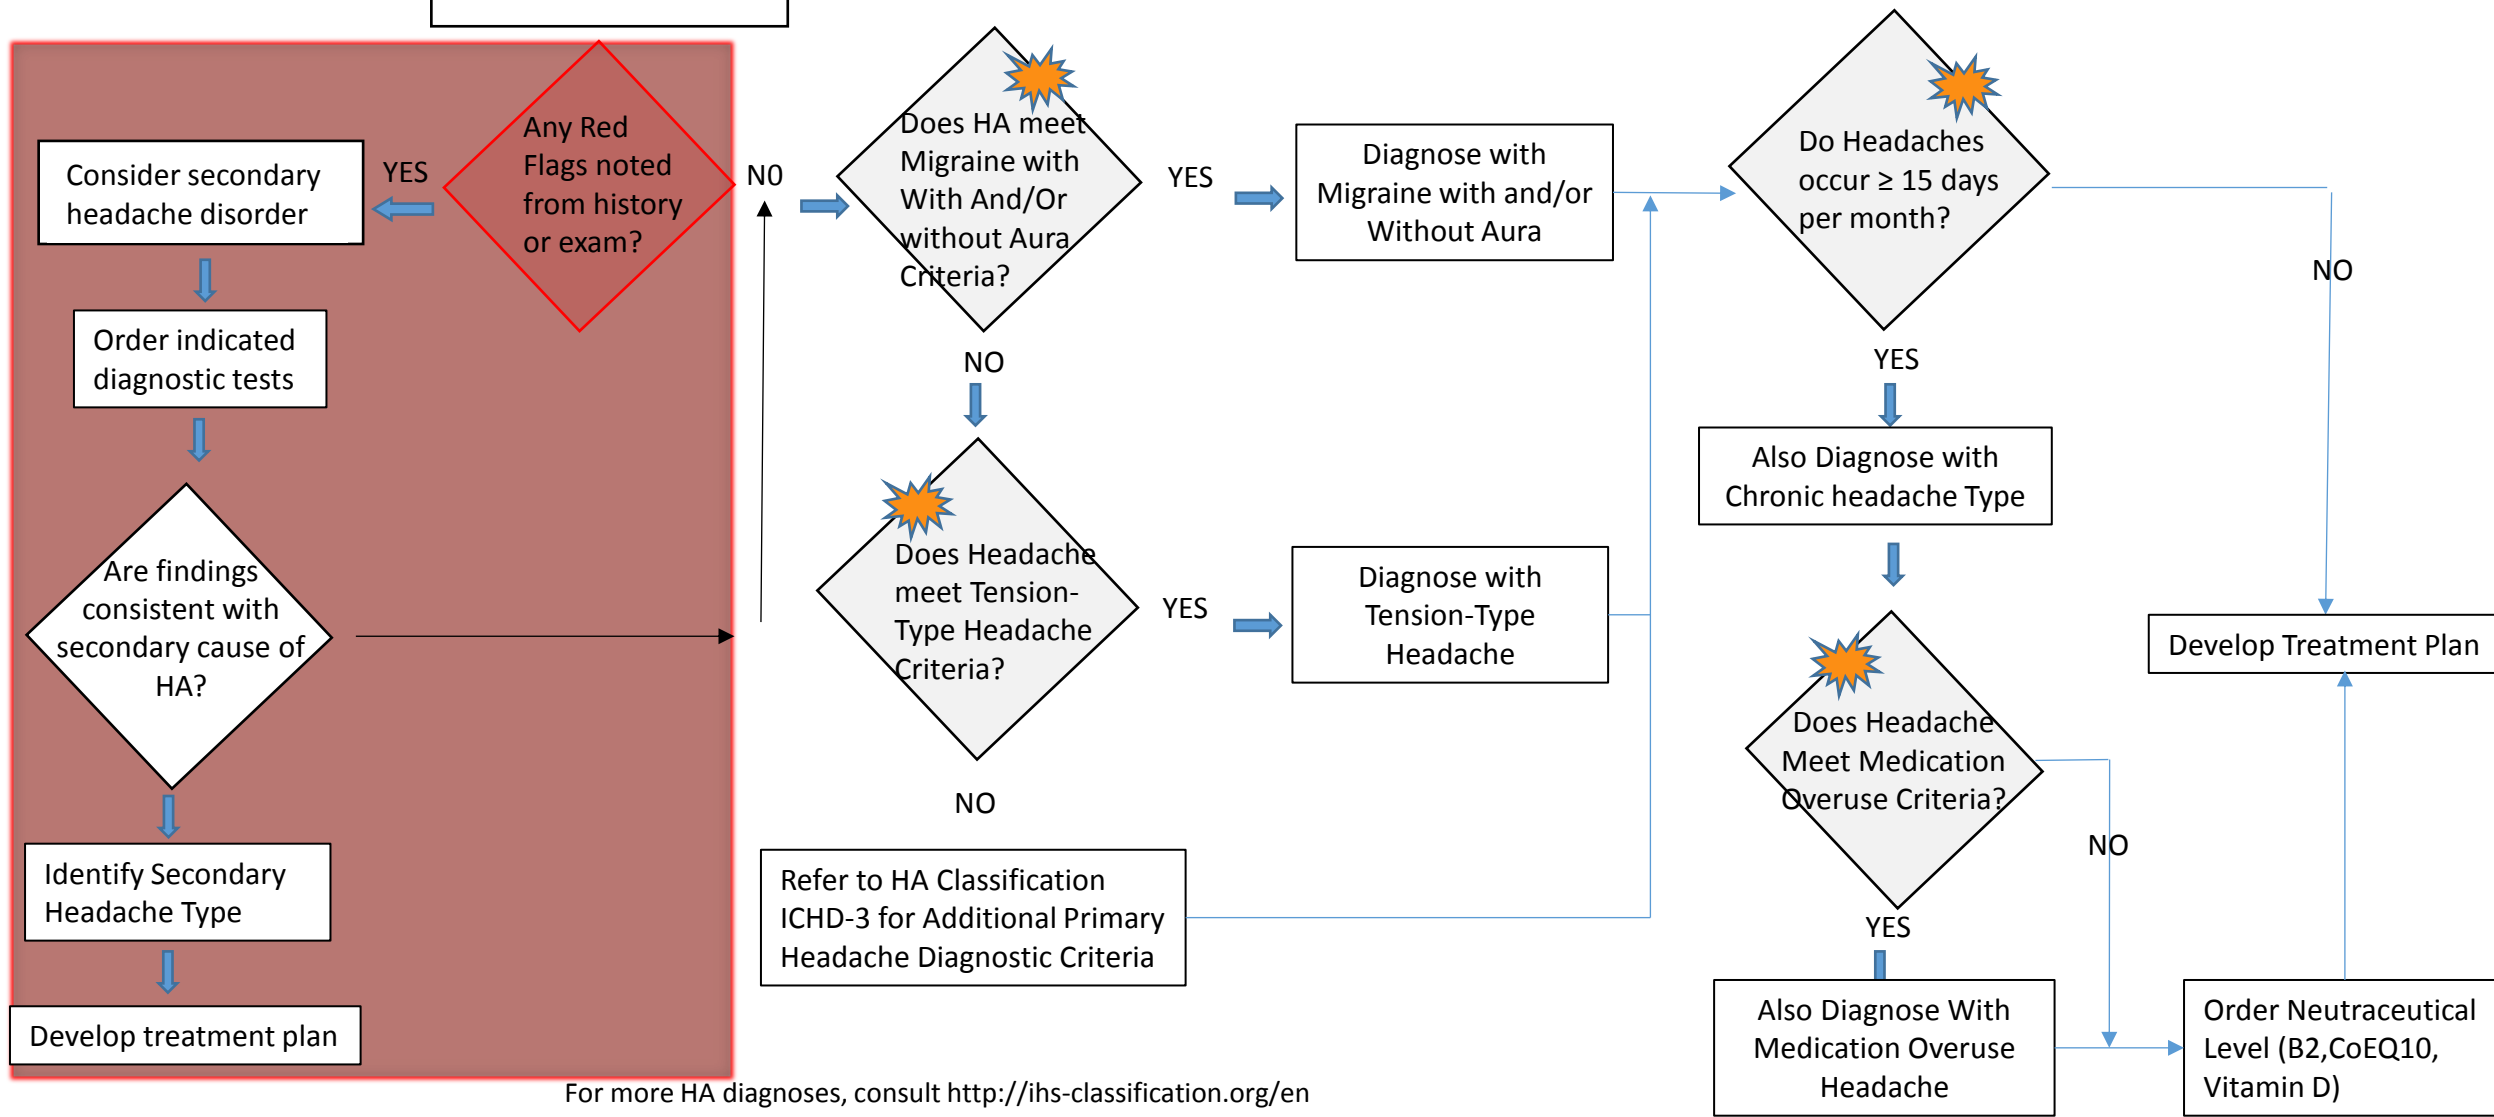 Any Red
Flags noted
from history
or exam?
YES
Consider secondary
headache disorder
Order indicated
diagnostic tests
Are findings
consistent with
secondary cause of
HA?
Identify Secondary
Headache Type
Develop treatment plan
N0
Does HA meet
Migraine with
With And/Or
without Aura
Criteria?
YES
Diagnose with
Migraine with and/or
Without Aura
NO
Does Headache
meet Tension-
Type Headache
Criteria?
YES
Diagnose with
Tension-Type
Headache
NO
Refer to HA Classification
ICHD-3 for Additional Primary
Headache Diagnostic Criteria
Do Headaches
occur ≥ 15 days
per month?
NO
YES
Also Diagnose with
Chronic headache Type
Does Headache
Meet Medication
Overuse Criteria?
NO
YES
Also Diagnose With
Medication Overuse
Headache
Order Neutraceutical
Level (B2,CoEQ10,
Vitamin D)
Develop Treatment Plan
For more HA diagnoses, consult http://ihs-classification.org/en